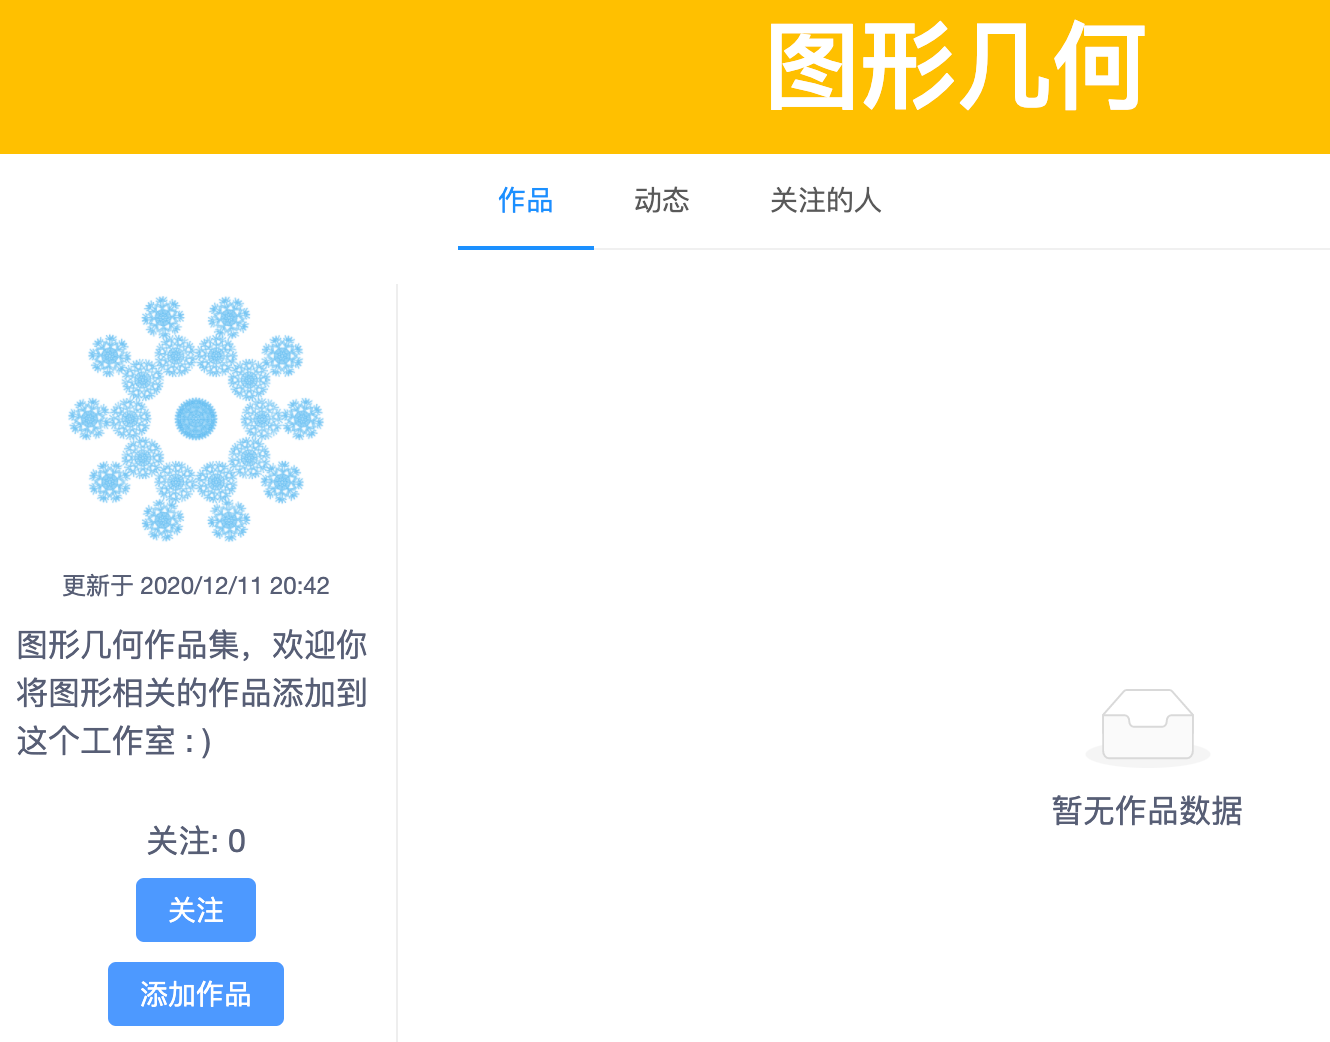 图形几何
作品
动态
关注的人
更新于 2020/12/11 20:42
图形几何作品集，欢迎你
将图形相关的作品添加到
这个工作室 : )
关注: 0
关注
添加作品
暂无作品数据